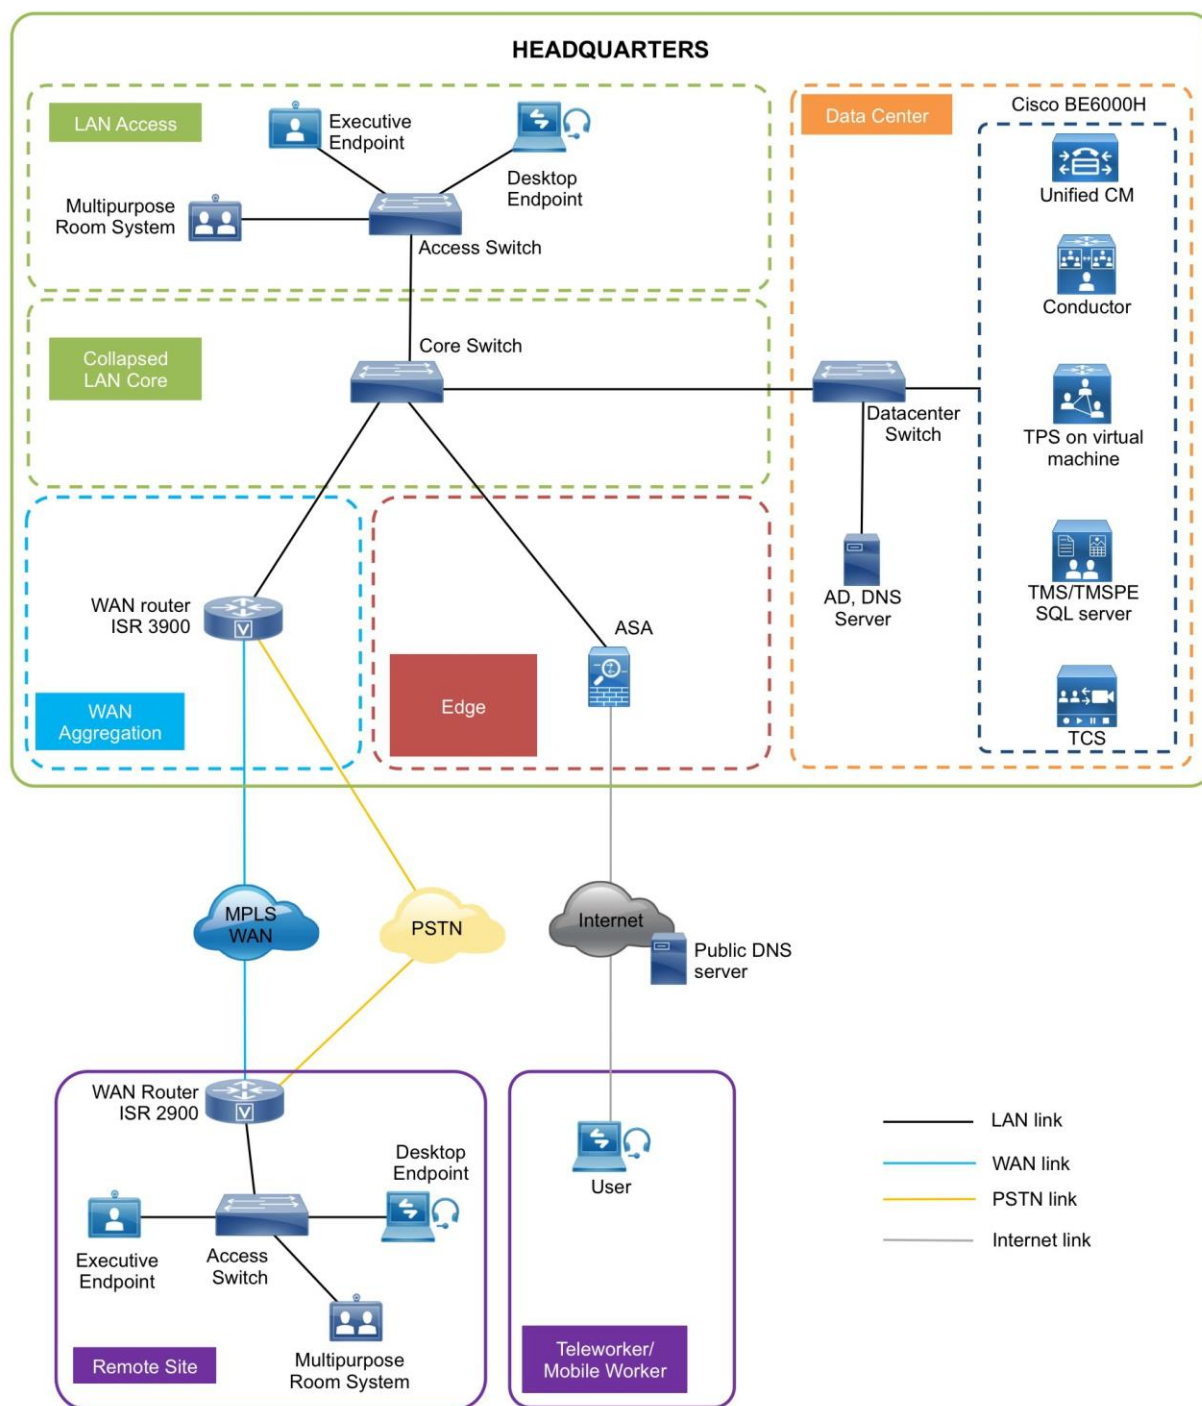 HEADQUARTERS
LAN Access
Executive
Endpoint
Desktop
Endpoint
Multipurpose
Room System
Access Switch
Data Center
Cisco BE6000H
Unified CM
Conductor
TPS on virtual
machine
TMS/TMSPE
SQL server
TCS
Collapsed
LAN Core
Core Switch
Datacenter
Switch
AD, DNS
Server
WAN router
ISR 3900
V
WAN
Aggregation
ASA
Edge
MPLS
WAN
PSTN
Internet
Public DNS
server
WAN Router
ISR 2900
V
Desktop
Endpoint
Executive
Endpoint
Access
Switch
Multipurpose
Room System
Remote Site
User
Teleworker/
Mobile Worker
LAN link
WAN link
PSTN link
Internet link